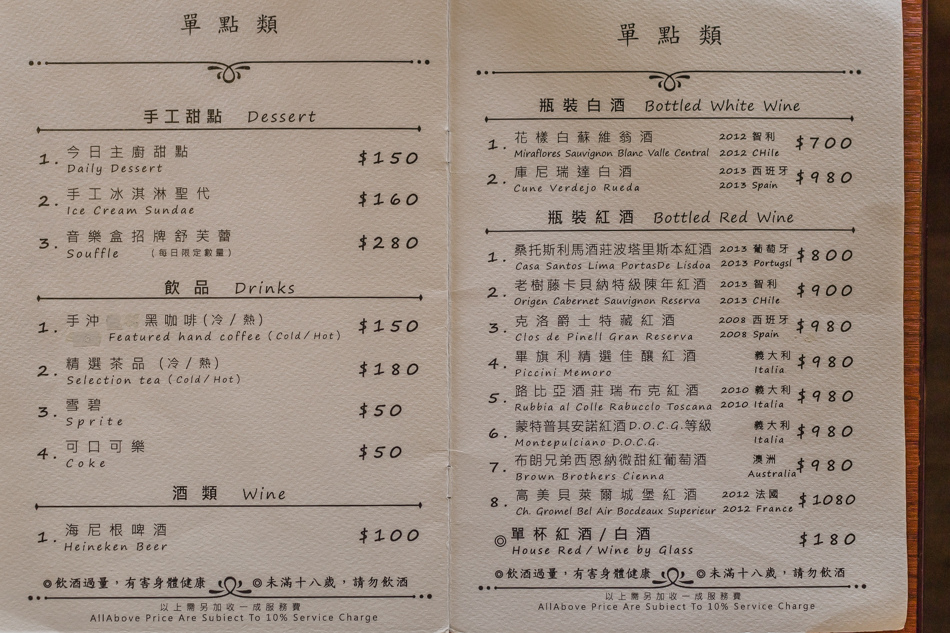 單點類
手工甜點 Dessert
1. 今日主廚甜點 $150
Daily Dessert
2. 手工冰淇淋聖代 $160
Ice Cream Sundae
3. 音樂盒招牌舒芙蕾 $280
Souffle (每日限定數量)
飲品 Drinks
1. 手沖 黑咖啡(冷/熱) $150
Featured hand coffee (Cold/Hot)
2. 精選茶品 (冷/熱) $180
Selection tea (Cold/Hot)
3. 雪碧 $50
Sprite
4. 可口可樂 $50
Coke
酒類 Wine
1. 海尼根啤酒 $100
Heineken Beer
◎飲酒過量,有害身體健康 ◎未滿十八歲,請勿飲酒
以上需另加收一成服務費
AllAbove Price Are Subiect To 10% Service Charge
單點類
瓶裝白酒 Bottled White Wine
1. 花樣白蘇維翁酒 2012 智利 $700
Miraflores Sauvignon Blanc Valle Central 2012 CHile
2. 庫尼瑞達白酒 2013 西班牙 $980
Cune Verdejo Rueda 2013 Spain
瓶裝紅酒 Bottled Red Wine
1. 桑托斯利馬酒莊波塔里斯本紅酒 2013 葡萄牙 $800
Casa Santos Lima PortasDe Lisdoa 2013 Portugsl
2. 老樹藤卡貝納特級陳年紅酒 2013 智利 $900
Origen Cabernet Sauvignon Reserva 2013 CHile
3. 克洛爵士特藏紅酒 2008 西班牙 $980
Clos de Pinell Gran Reserva 2008 Spain
4. 畢旗利精選佳釀紅酒 義大利 $980
Piccini Memoro Italia
5. 路比亞酒莊瑞布克紅酒 2010 義大利 $980
Rubbia al Colle Rabucclo Toscana 2010 Italia
6. 蒙特普其安諾紅酒D.O.C.G.等級 義大利 $980
Montepulciano D.O.C.G. Italia
7. 布朗兄弟西恩納微甜紅葡萄酒 澳洲 $980
Brown Brothers Cienna Australia
8. 高美貝萊爾城堡紅酒 2012 法國 $1080
Ch. Gromel Bel Air Bocdeaux Superieur 2012 France
◎單杯紅酒/白酒 $180
House Red/Wine by Glass
◎飲酒過量,有害身體健康 ◎未滿十八歲,請勿飲酒
以上需另加收一成服務費
AllAbove Price Are Subiect To 10% Service Charge